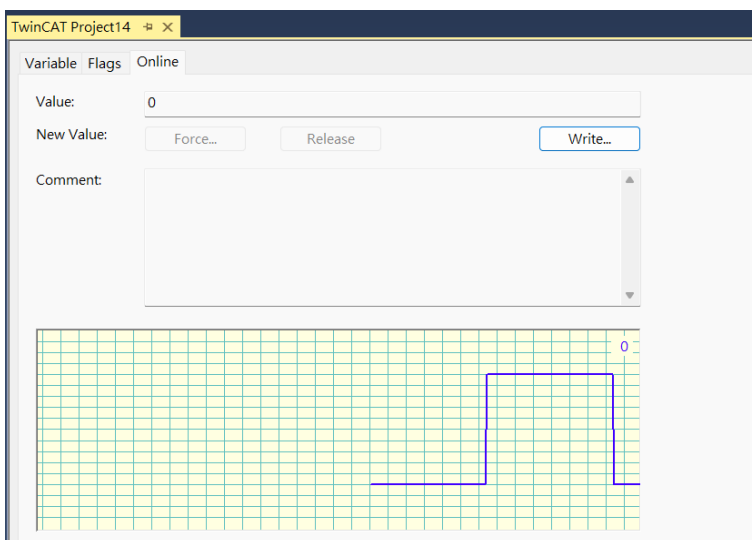 TwinCAT Project14
Variable Flags Online
Value: 0
New Value: Force... Release Write...
Comment:
0